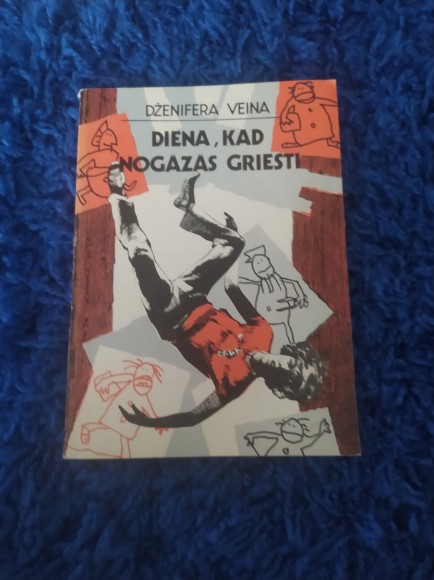 DŽENIFERA VEINA
DIENA, KAD
NOGAZAS GRIESTI